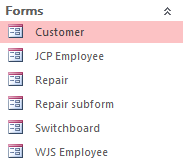 Forms
Customer
JCP Employee
Repair
Repair subform
Switchboard
WJS Employee